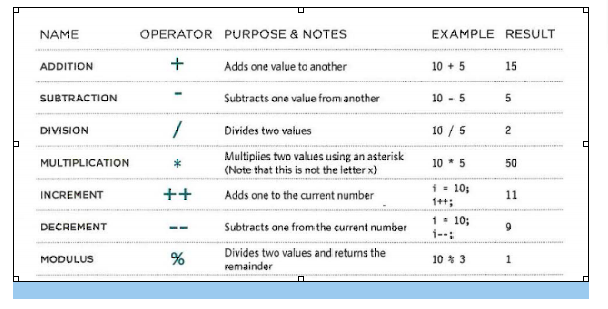 NAME OPERATOR PURPOSE & NOTES EXAMPLE RESULT
ADDITION + Adds one value to another 10 + 5 15
SUBTRACTION - Subtracts one value from another 10 - 5 5
DIVISION / Divides two values 10 / 5 2
MULTIPLICATION * Multiplies two values using an asterisk
(Note that this is not the letter x) 10 * 5 50
INCREMENT ++ Adds one to the current number i = 10;
i++; 11
DECREMENT -- Subtracts one from the current number i = 10;
i--; 9
MODULUS % Divides two values and returns the
remainder 10 % 3 1